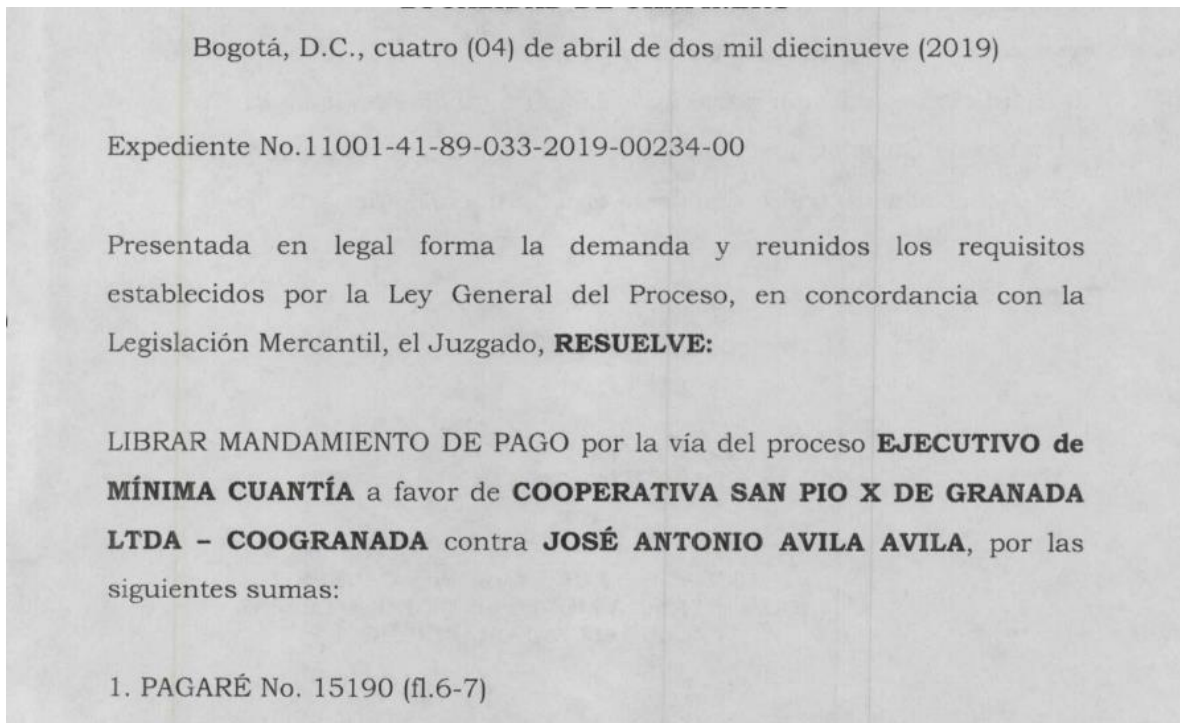 Bogotá, D.C., cuatro (04) de abril de dos mil diecinueve (2019)
Expediente No.11001-41-89-033-2019-00234-00
Presentada en legal forma la demanda y reunidos los requisitos
establecidos por la Ley General del Proceso, en concordancia con la
Legislación Mercantil, el Juzgado, RESUELVE:
LIBRAR MANDAMIENTO DE PAGO por la vía del proceso EJECUTIVO de
MÍNIMA CUANTÍA a favor de COOPERATIVA SAN PIO X DE GRANADA
LTDA – COOGRANADA contra JOSÉ ANTONIO AVILA AVILA, por las
siguientes sumas:
1. PAGARÉ No. 15190 (fl.6-7)